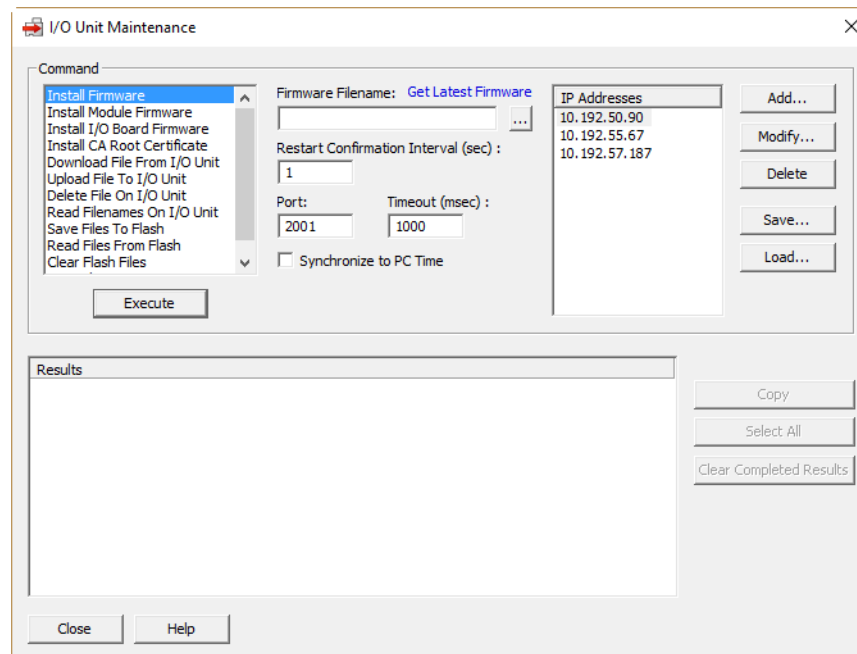 I/O Unit Maintenance
Command
Install Firmware
Install Module Firmware
Install I/O Board Firmware
Install CA Root Certificate
Download File From I/O Unit
Upload File To I/O Unit
Delete File On I/O Unit
Read Filenames On I/O Unit
Save Files To Flash
Read Files From Flash
Clear Flash Files
Execute
Firmware Filename: Get Latest Firmware
...
Restart Confirmation Interval (sec) :
1
Port: Timeout (msec) :
2001 1000
Synchronize to PC Time
IP Addresses
10.192.50.90
10.192.55.67
10.192.57.187
Add...
Modify...
Delete
Save...
Load...
Results
Copy
Select All
Clear Completed Results
Close Help